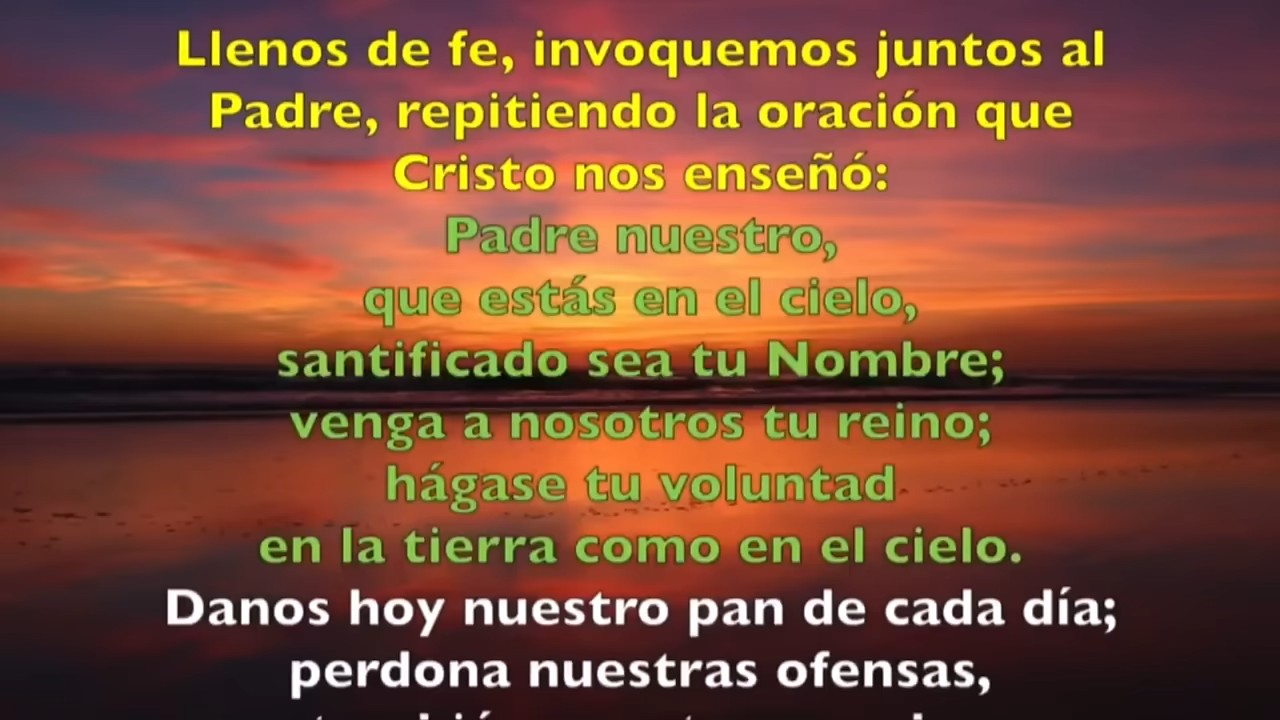 Llenos de fe, invoquemos juntos al
Padre, repitiendo la oración que
Cristo nos enseñó:
Padre nuestro,
que estás en el cielo,
santificado sea tu Nombre;
venga a nosotros tu reino;
hágase tu voluntad
en la tierra como en el cielo.
Danos hoy nuestro pan de cada día;
perdona nuestras ofensas,